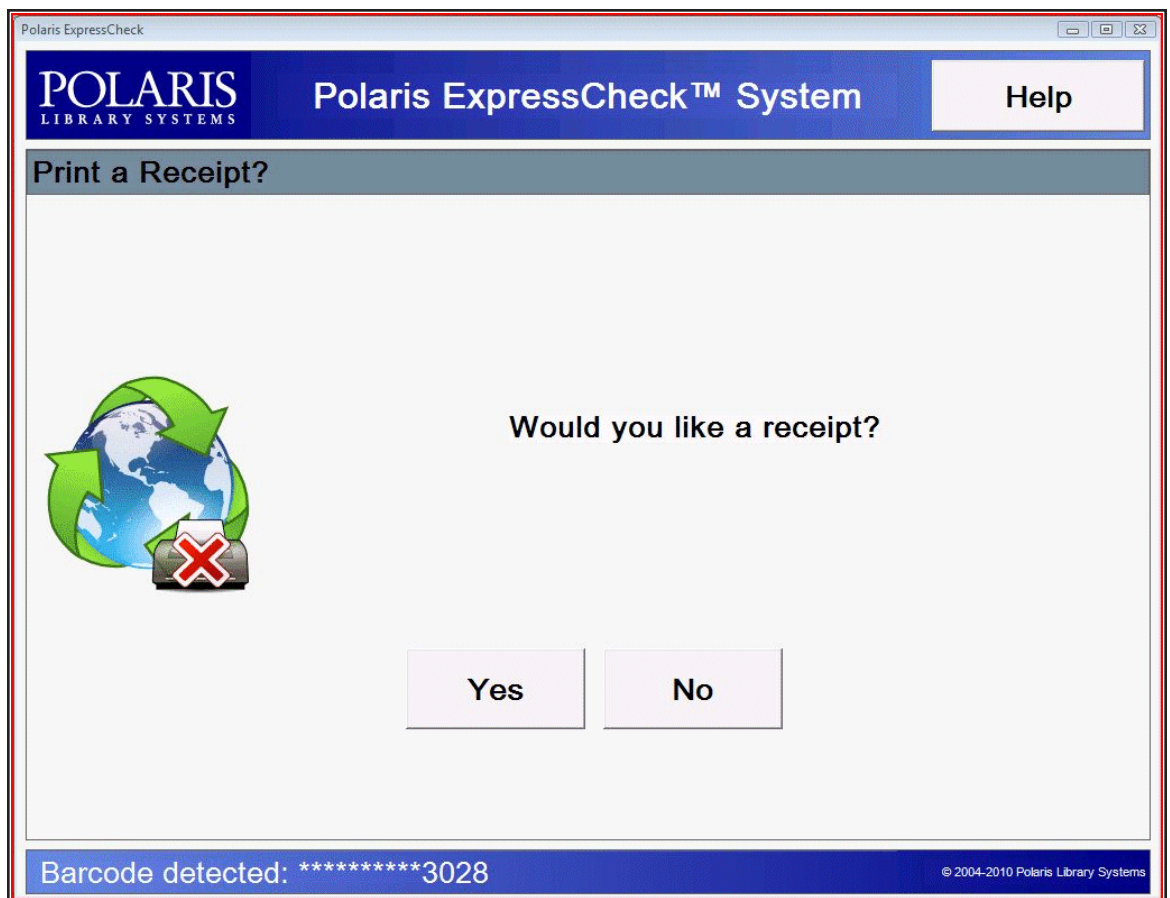 Polaris ExpressCheck
POLARIS
LIBRARY SYSTEMS
Polaris ExpressCheck™ System
Help
Print a Receipt?
Would you like a receipt?
Yes
No
Barcode detected: **********3028
© 2004-2010 Polaris Library Systems